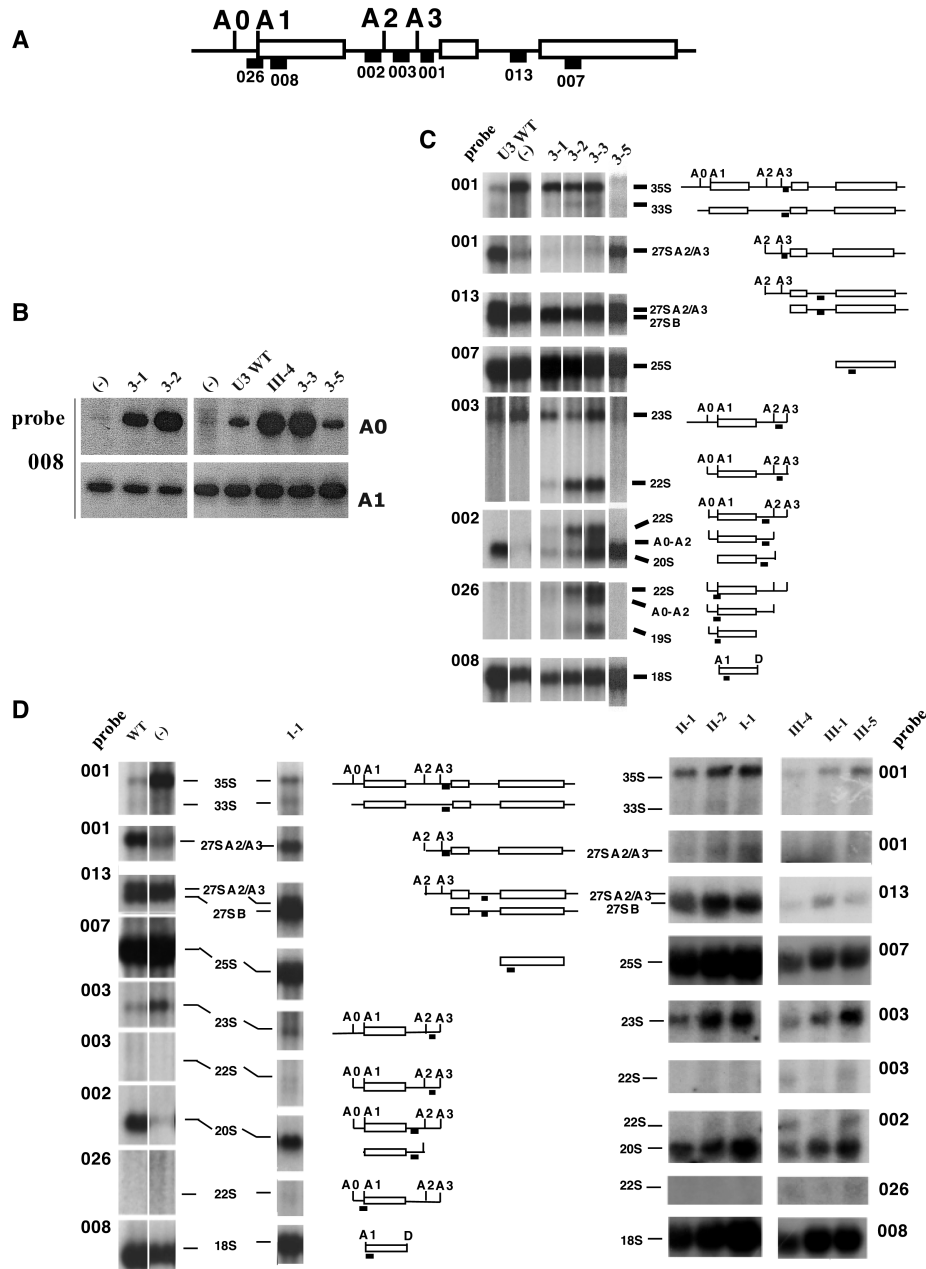 A
A0 A1 A2 A3
026 008 002 003 001 013 007
C
probe U3 WT (-) 3-1 3-2 3-3 3-5
001 35S A0 A1 A2 A3
33S
001 27SA2/A3 A2 A3
013 27SA2/A3 A2 A3
27SB
007 25S
003 23S A0 A1 A2 A3
22S A0 A1 A2 A3
002 22S A0 A1 A2 A3
A0-A2
20S
026 22S
A0-A2
19S
008 18S A1 D
B
(-) 3-1 3-2 (-) U3 WT III-4 3-3 3-5
probe
008
A0
A1
D
probe WT (-) I-1 II-1 II-2 I-1 III-4 III-1 III-5 probe
001 35S A0 A1 A2 A3 35S 001
33S 33S
001 27SA2/A3 A2 A3 27SA2/A3 001
013 27SA2/A3 A2 A3 27SA2/A3 013
27SB 27SB
007 25S 25S 007
003 23S A0 A1 A2 A3 23S 003
003 22S A0 A1 A2 A3 22S 003
002 20S A0 A1 A2 A3 22S 002
20S
026 22S A0 A1 A2 A3 22S 026
008 18S A1 D 18S 008